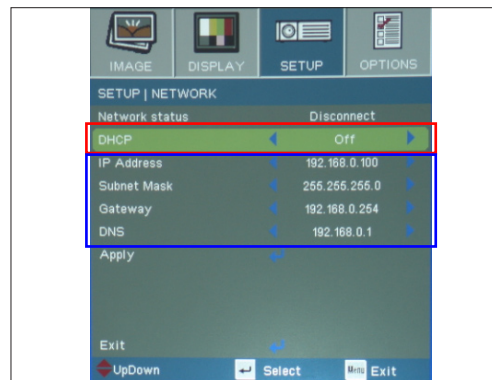 IMAGE DISPLAY SETUP OPTIONS
SETUP | NETWORK
Network status Disconnect
DHCP Off
IP Address 192.168.0.100
Subnet Mask 255.255.255.0
Gateway 192.168.0.254
DNS 192.168.0.1
Apply
Exit
UpDown Select Menu Exit